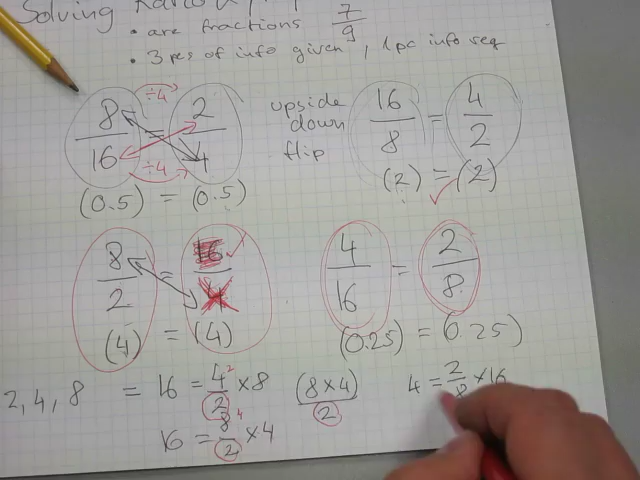 Solving Ratio
• are fractions 7/9
• 3 pcs of info given, 1 pc info req
8/16 = 2/4
÷4
÷4
(0.5) = (0.5)
upside
down
flip
16/8 = 4/2
(2) = (2)
8/2 = 16/4
(4) = (4)
4/16 = 2/8
(0.25) = (0.25)
2, 4, 8
= 16 = 4/2 × 8
2
(8×4)/2
4 = 2/8 × 16
16 = 8/2 × 4
4